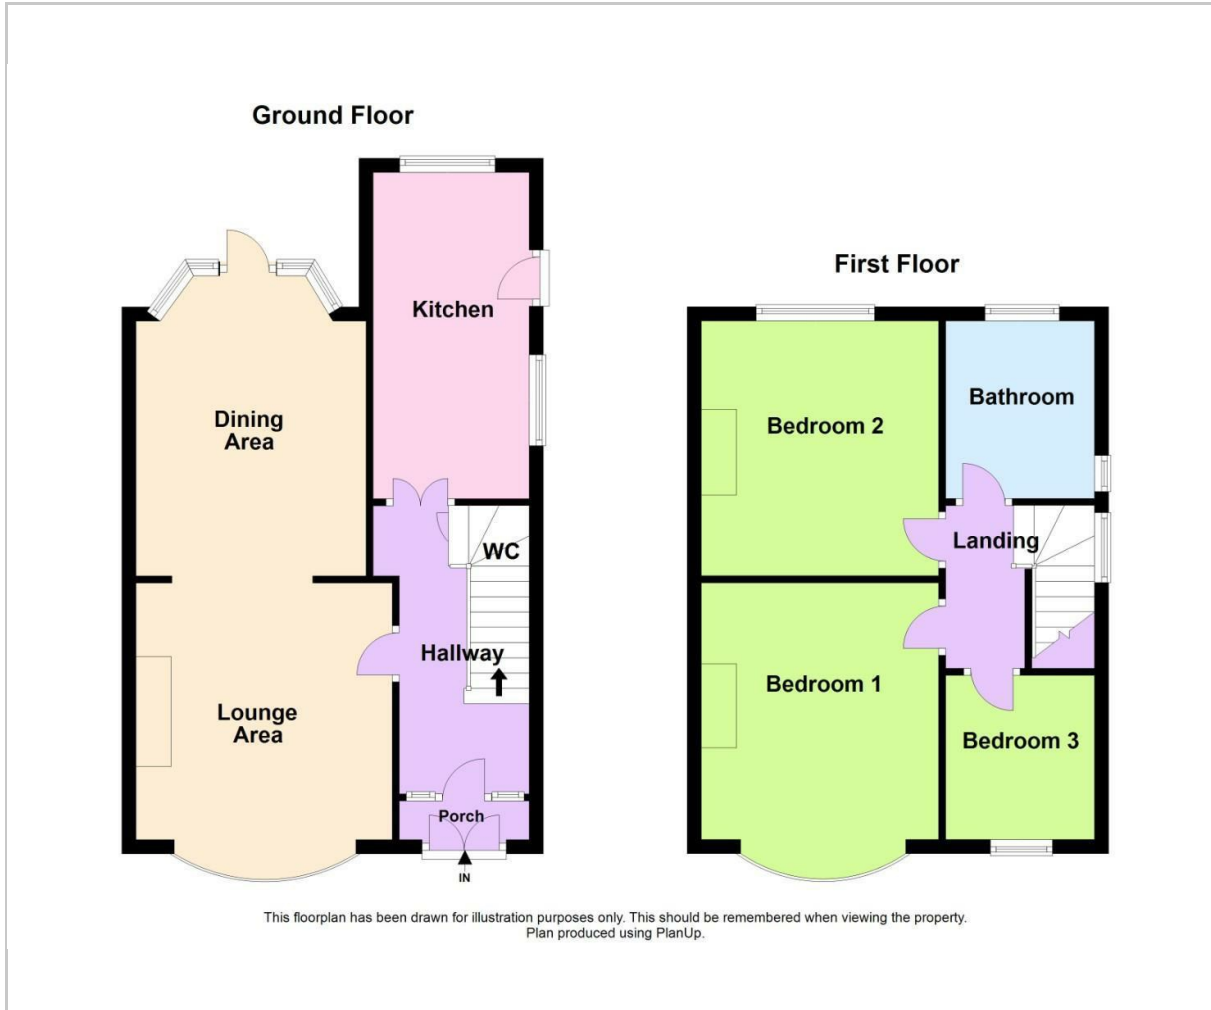 Ground Floor
Kitchen
Dining
Area
WC
Hallway
Lounge
Area
Porch
IN
First Floor
Bedroom 2
Bathroom
Landing
Bedroom 1
Bedroom 3
This floorplan has been drawn for illustration purposes only. This should be remembered when viewing the property.
Plan produced using PlanUp.